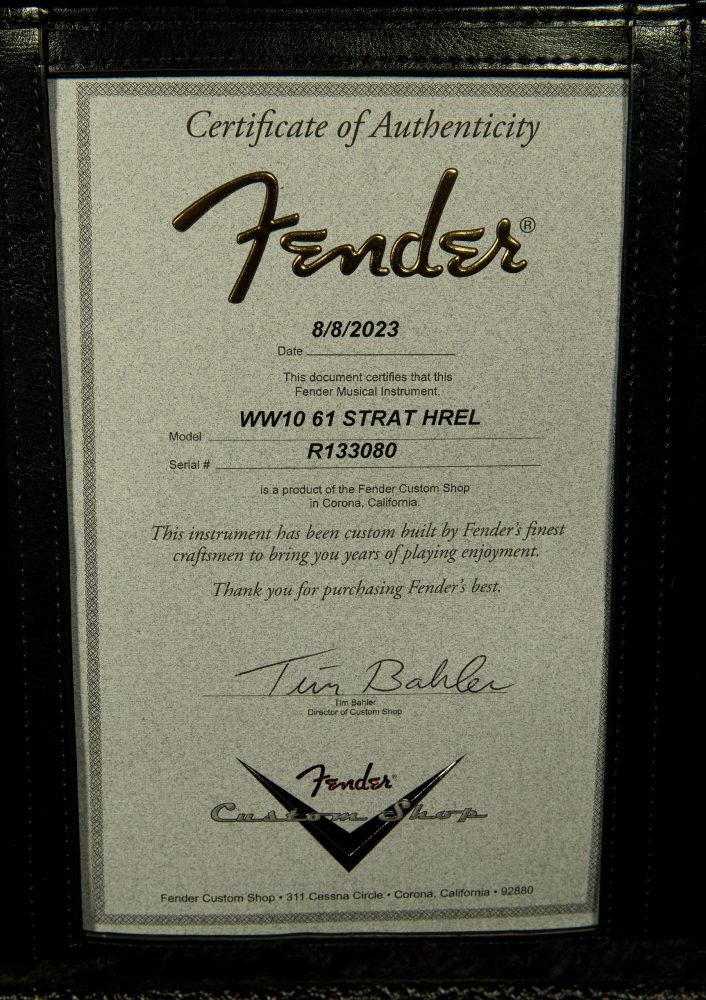 Certificate of Authenticity
Fender®
8/8/2023
Date
This document certifies that this
Fender Musical Instrument,
WW10 61 STRAT HREL
Model
R133080
Serial #
is a product of the Fender Custom Shop
in Corona, California.
This instrument has been custom built by Fender's finest
craftsmen to bring you years of playing enjoyment.
Thank you for purchasing Fender's best.
Tim Bahler
Tim Bahler
Director of Custom Shop
Fender®
Custom Shop
Fender Custom Shop • 311 Cessna Circle • Corona, California • 92880